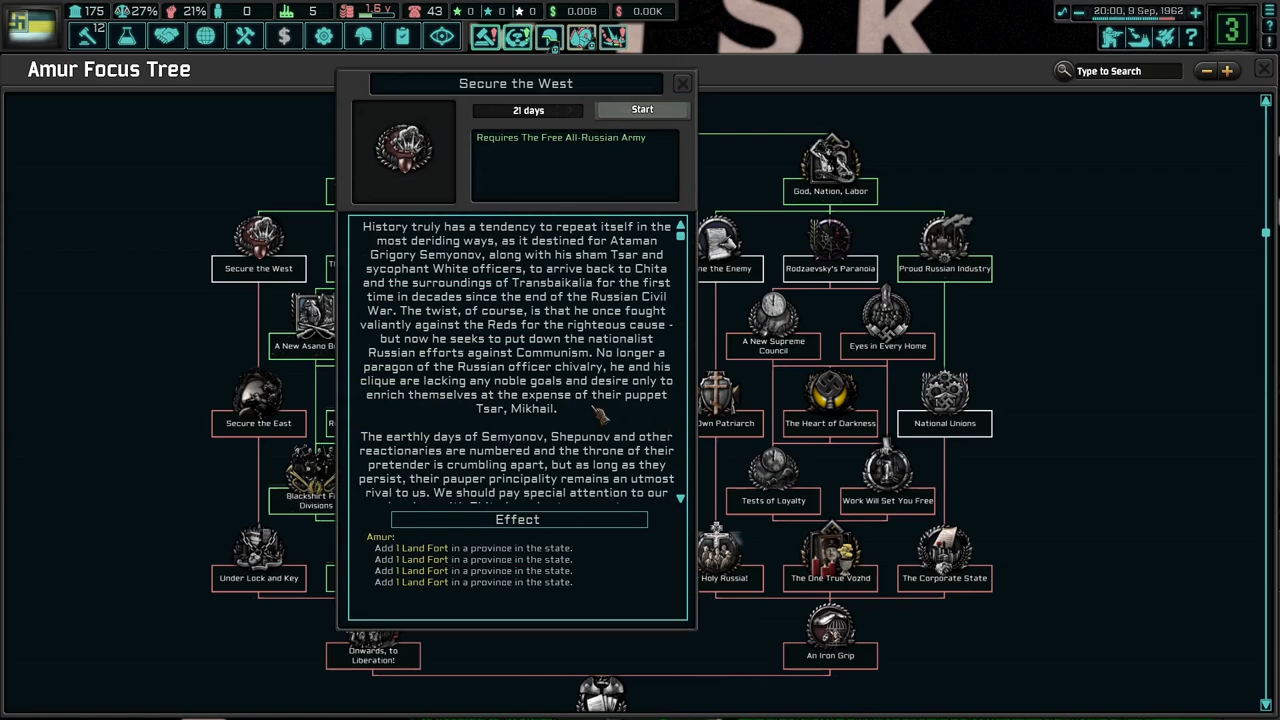 175
27%
21%
0
5
1.6 v
43
0
0
0
0.00B
0.00K
20:00, 9 Sep, 1962
12
3
S K
Amur Focus Tree
Type to Search
Secure the West
21 days
Start
Requires The Free All-Russian Army
History truly has a tendency to repeat itself in the
most deriding ways, as it destined for Ataman
Grigory Semyonov, along with his sham Tsar and
sycophant White officers, to arrive back to Chita
and the surroundings of Transbaikalia for the first
time in decades since the end of the Russian Civil
War. The twist, of course, is that he once fought
valiantly against the Reds for the righteous cause -
but now he seeks to put down the nationalist
Russian efforts against Communism. No longer a
paragon of the Russian officer chivalry, he and his
clique are lacking any noble goals and desire only to
enrich themselves at the expense of their puppet
Tsar, Mikhail.
The earthly days of Semyonov, Shepunov and other
reactionaries are numbered and the throne of their
pretender is crumbling apart, but as long as they
persist, their pauper principality remains an utmost
rival to us. We should pay special attention to our
Effect
Amur:
Add 1 Land Fort in a province in the state.
Add 1 Land Fort in a province in the state.
Add 1 Land Fort in a province in the state.
Add 1 Land Fort in a province in the state.
God, Nation, Labor
Secure the West
me the Enemy
Rodzaevsky's Paranoia
Proud Russian Industry
A New Asano B
A New Supreme
Council
Eyes in Every Home
Secure the East
Own Patriarch
The Heart of Darkness
National Unions
Blackshirt F
Divisions
Tests of Loyalty
Work Will Set You Free
Under Lock and Key
Holy Russia!
The One True Vozhd
The Corporate State
Onwards, to
Liberation!
An Iron Grip